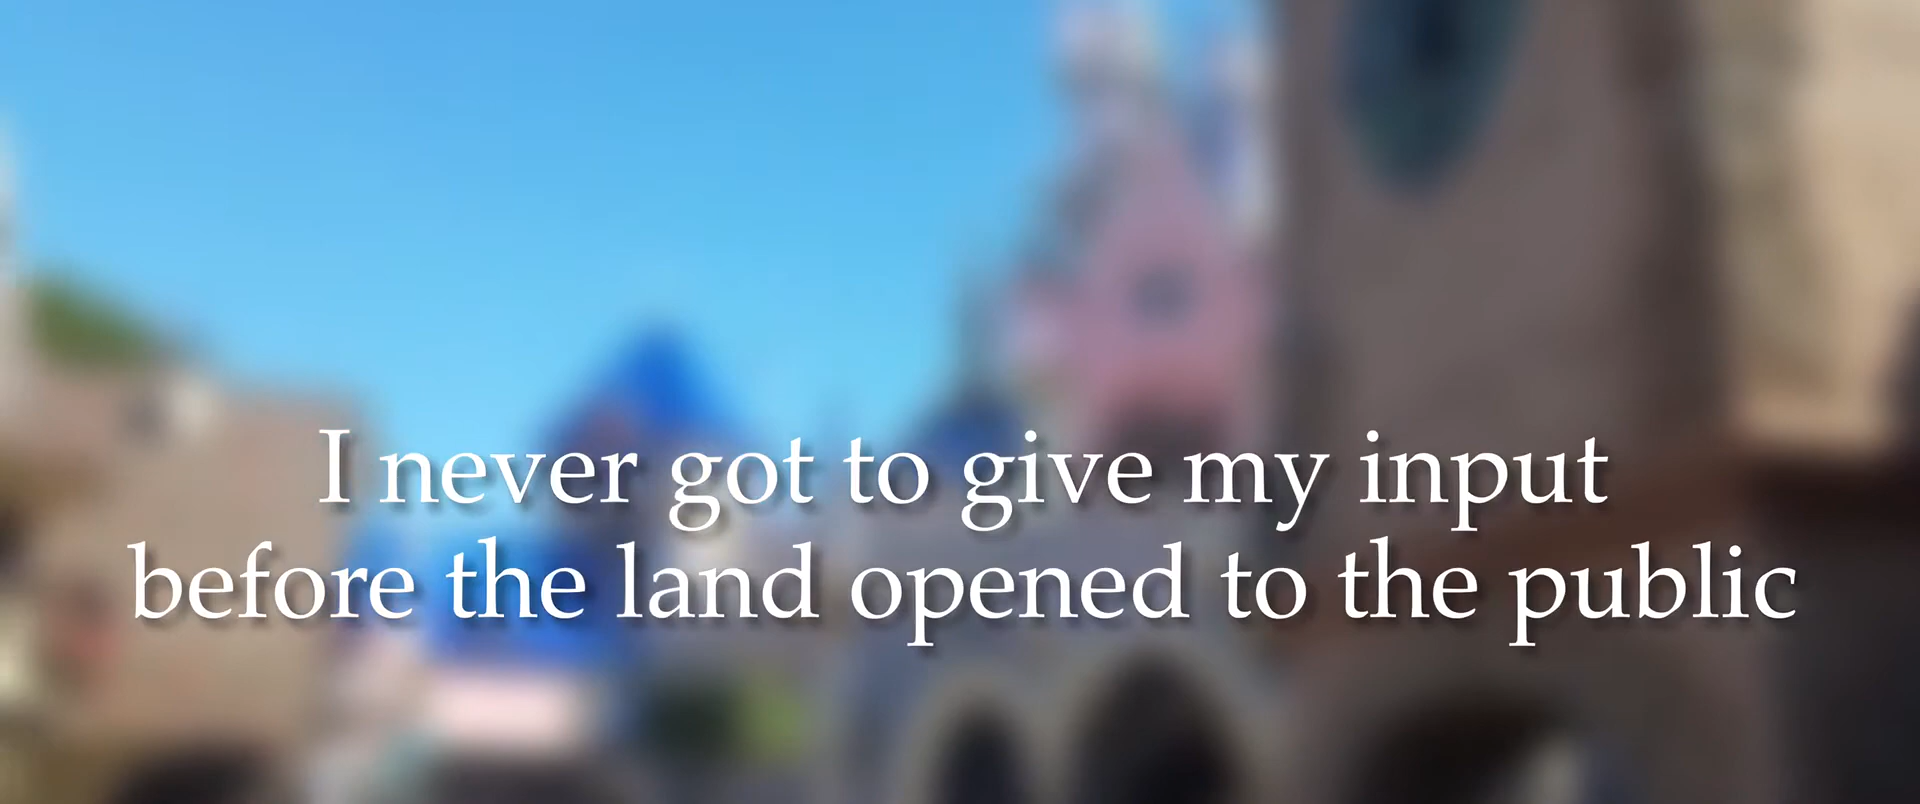 I never got to give my input
before the land opened to the public